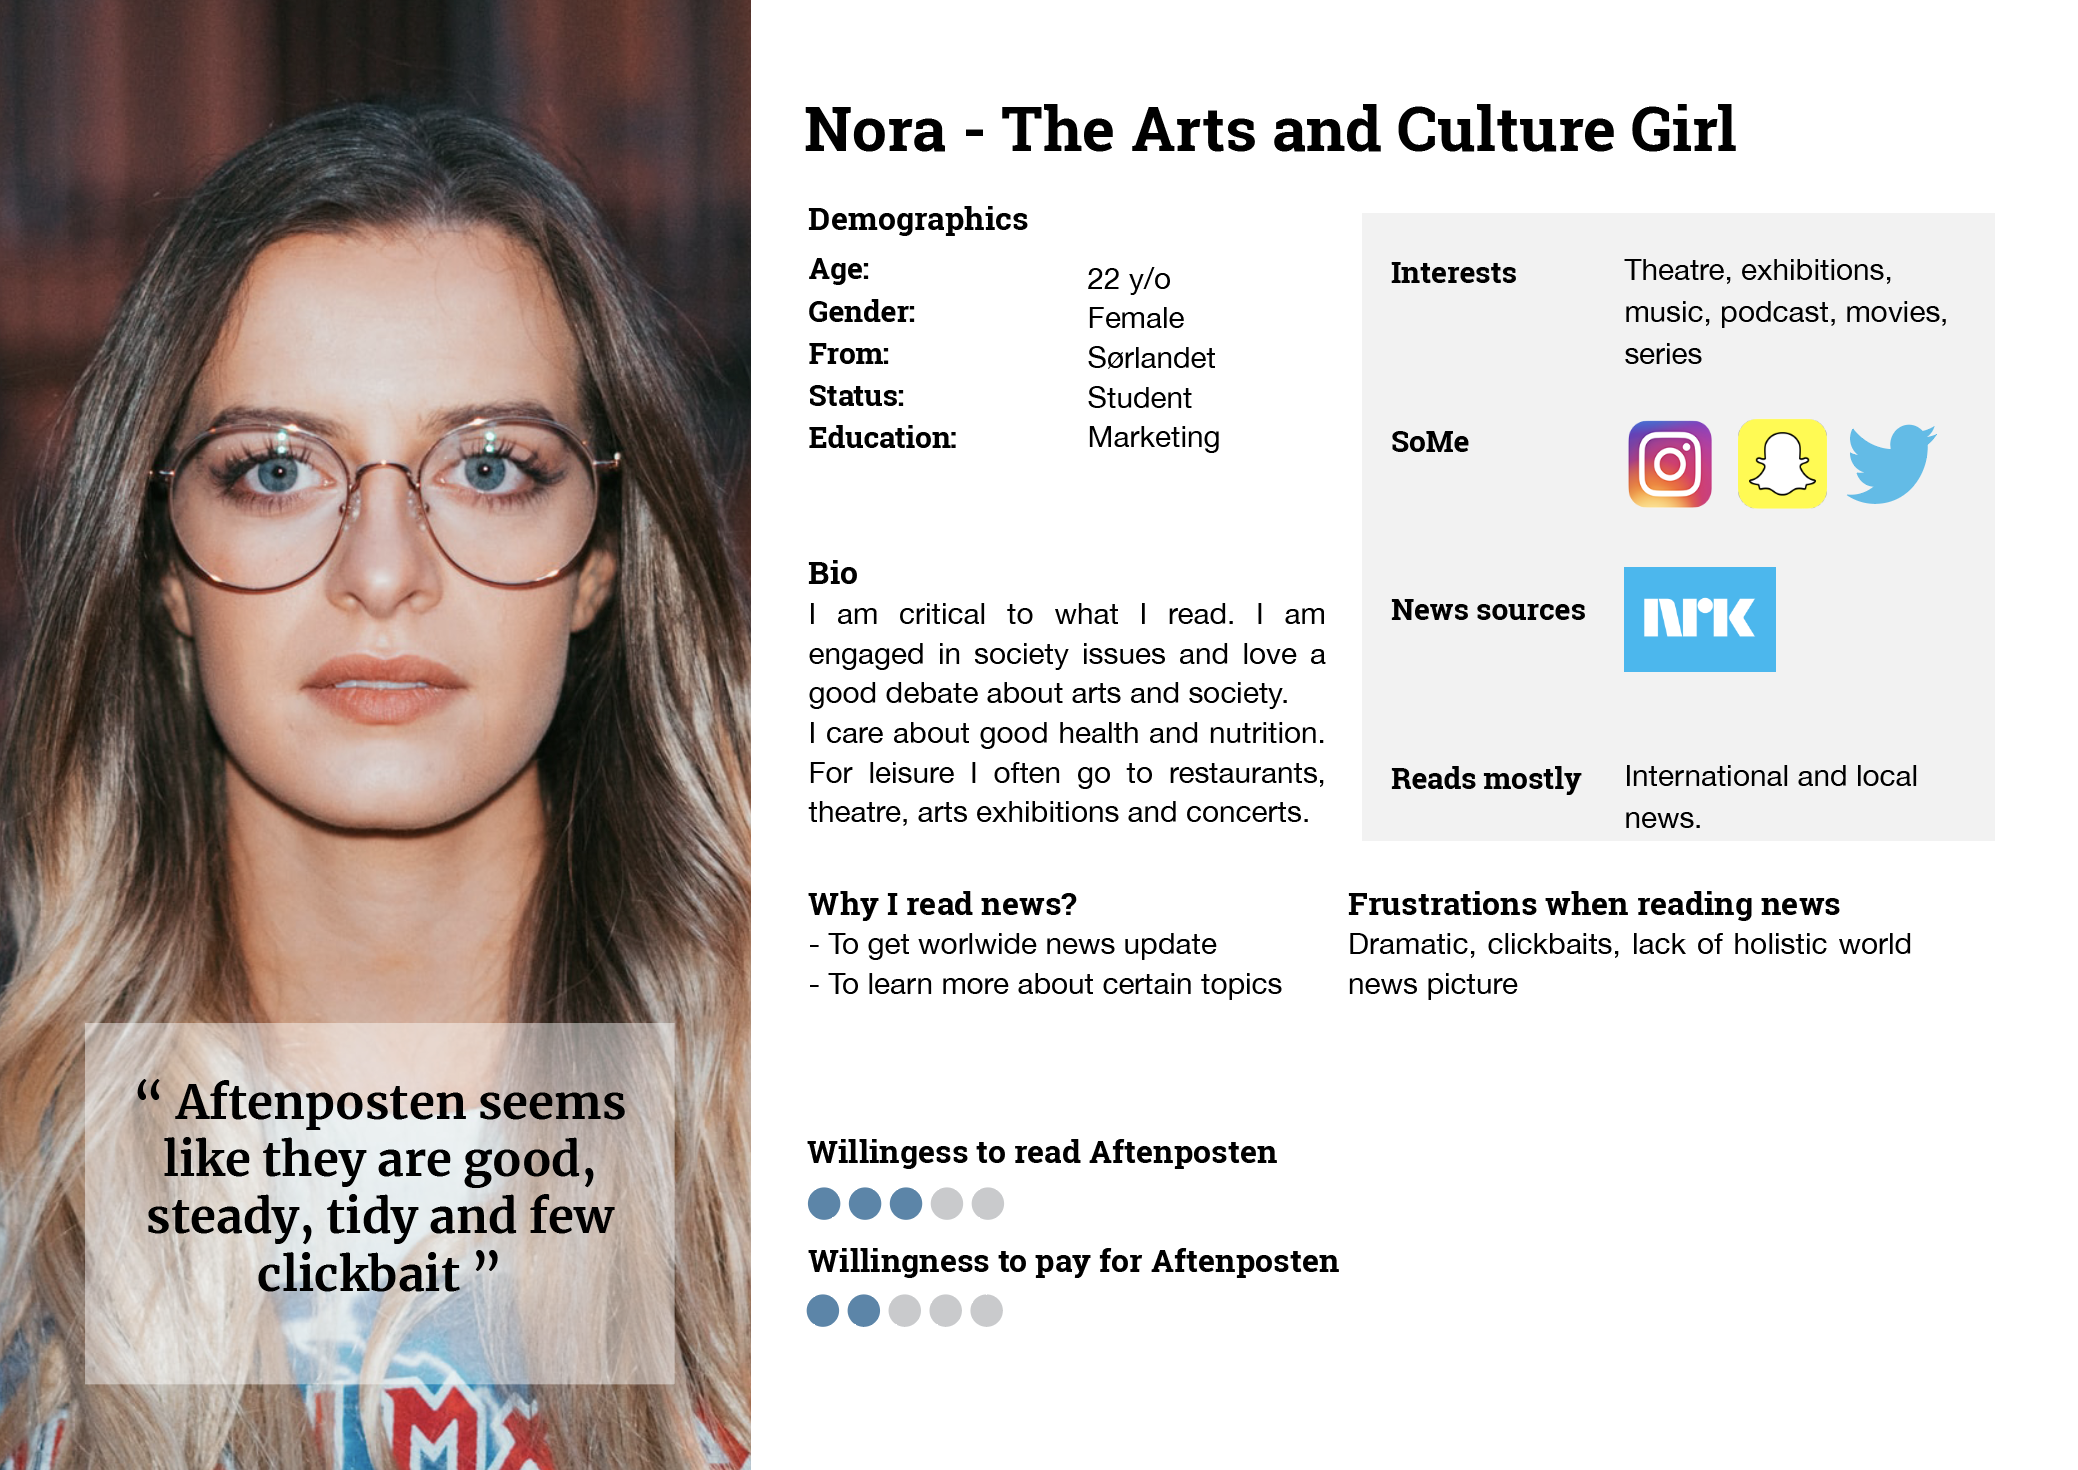 Nora - The Arts and Culture Girl
Demographics
Age: 22 y/o
Gender: Female
From: Sørlandet
Status: Student
Education: Marketing
Bio
I am critical to what I read. I am
engaged in society issues and love a
good debate about arts and society.
I care about good health and nutrition.
For leisure I often go to restaurants,
theatre, arts exhibitions and concerts.
Interests Theatre, exhibitions,
music, podcast, movies,
series
SoMe
News sources NRK
Reads mostly International and local
news.
Why I read news?
- To get worlwide news update
- To learn more about certain topics
Frustrations when reading news
Dramatic, clickbaits, lack of holistic world
news picture
Willingess to read Aftenposten
Willingness to pay for Aftenposten
“ Aftenposten seems
like they are good,
steady, tidy and few
clickbait ”